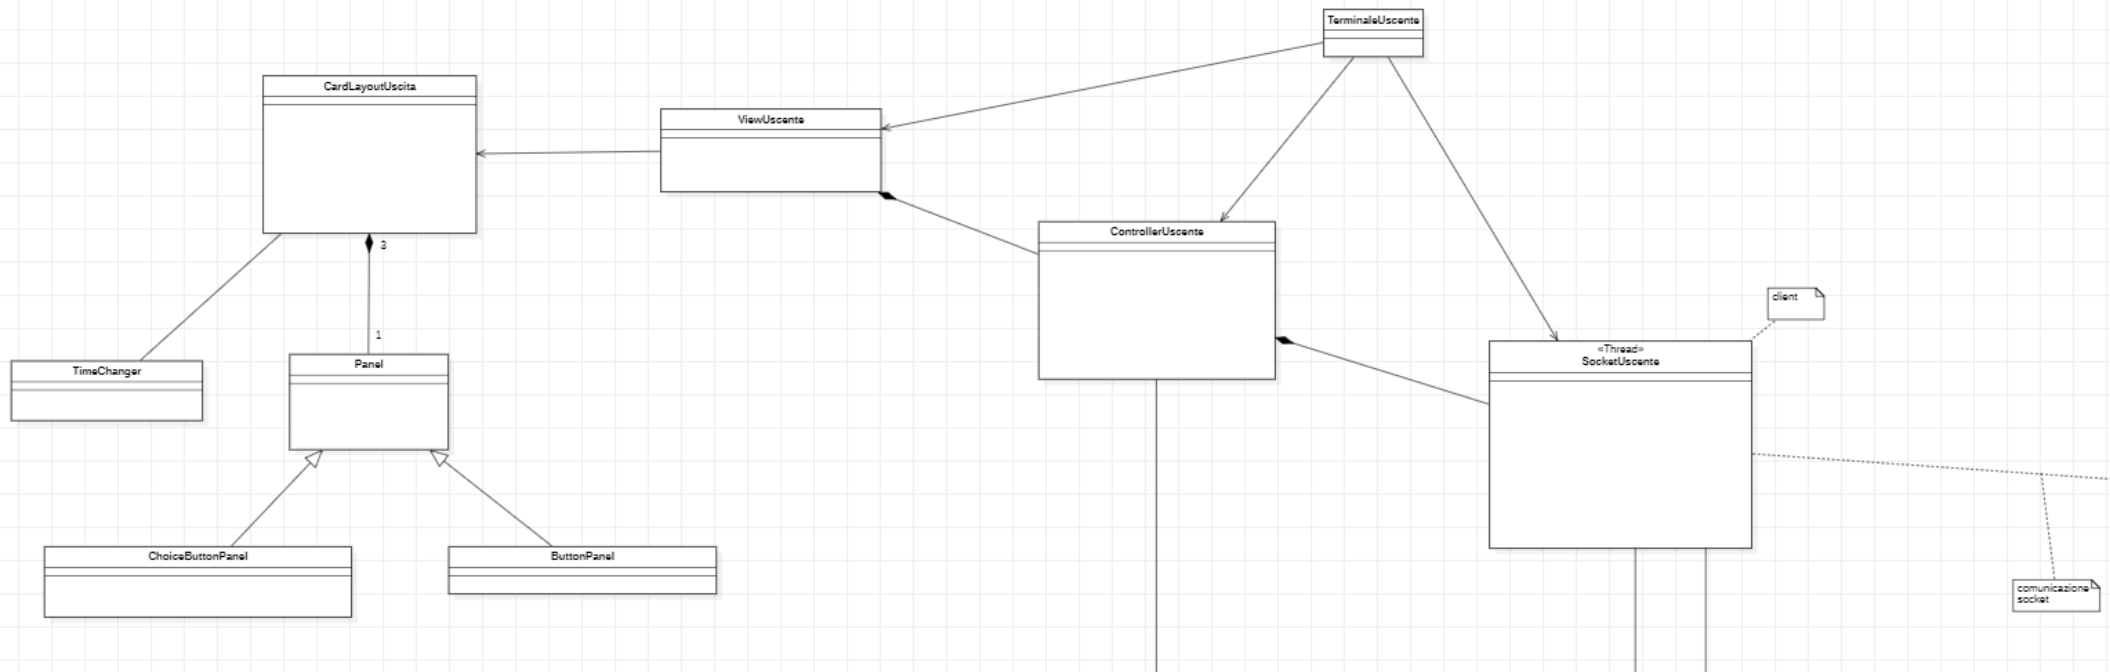 TerminaleUscente
CardLayoutUscita
ViewUscente
ControllerUscente
3
client
1
«Thread»
SocketUscente
TimeChanger
Panel
ChoiceButtonPanel
ButtonPanel
comunicazione
socket